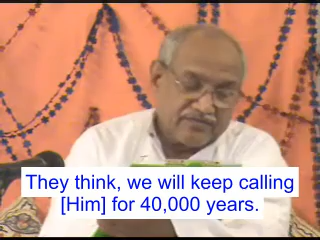 They think, we will keep calling
[Him] for 40,000 years.